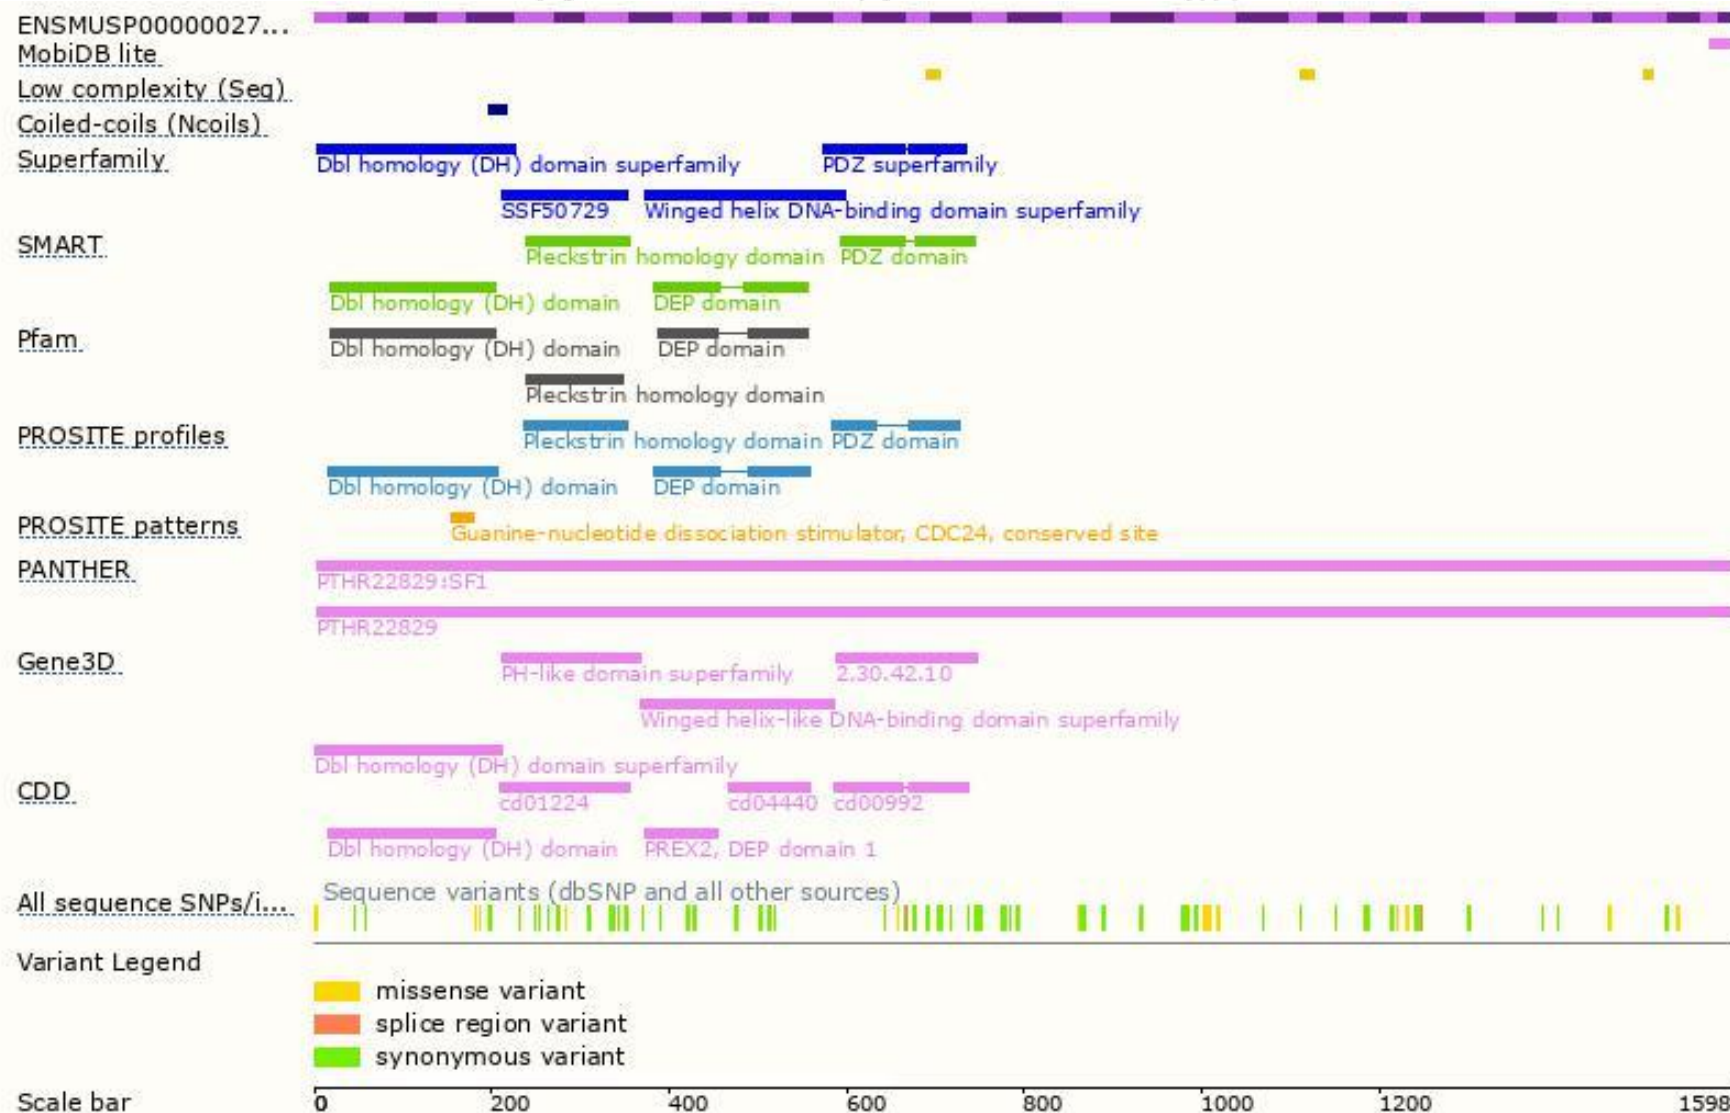 ENSMUSP00000027...
MobiDB lite
Low complexity (Seg)
Coiled-coils (Ncoils)
Superfamily
Dbl homology (DH) domain superfamily PDZ superfamily
SSF50729 Winged helix DNA-binding domain superfamily
SMART
Pleckstrin homology domain PDZ domain
Dbl homology (DH) domain DEP domain
Pfam
Dbl homology (DH) domain DEP domain
Pleckstrin homology domain
PROSITE profiles
Pleckstrin homology domain PDZ domain
Dbl homology (DH) domain DEP domain
PROSITE patterns
Guanine-nucleotide dissociation stimulator, CDC24, conserved site
PANTHER
PTHR22829:SF1
PTHR22829
Gene3D
PH-like domain superfamily 2.30.42.10
Winged helix-like DNA-binding domain superfamily
Dbl homology (DH) domain superfamily
CDD
cd01224 cd04440 cd00992
Dbl homology (DH) domain PREX2, DEP domain 1
All sequence SNPs/i... Sequence variants (dbSNP and all other sources)
Variant Legend
missense variant
splice region variant
synonymous variant
Scale bar 0 200 400 600 800 1000 1200 1598